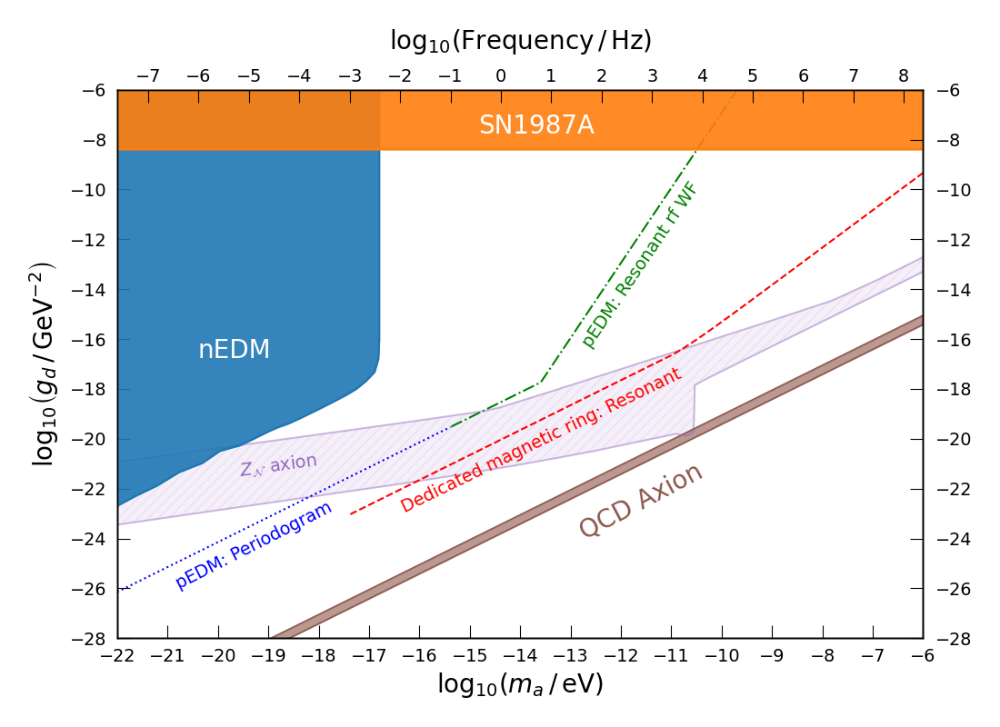 log₁₀(Frequency / Hz)
−7 −6 −5 −4 −3 −2 −1 0 1 2 3 4 5 6 7 8
−6 −6
SN1987A
−8 −8
−10 −10
pEDM: Resonant rf WF
−12 −12
−14 −14
log₁₀(g_d / GeV⁻²)
nEDM
−16 −16
−18 −18
Dedicated magnetic ring: Resonant
−20 −20
Z_𝒩 axion
−22 −22
QCD Axion
pEDM: Periodogram
−24 −24
−26 −26
−28 −28
−22 −21 −20 −19 −18 −17 −16 −15 −14 −13 −12 −11 −10 −9 −8 −7 −6
log₁₀(m_a / eV)